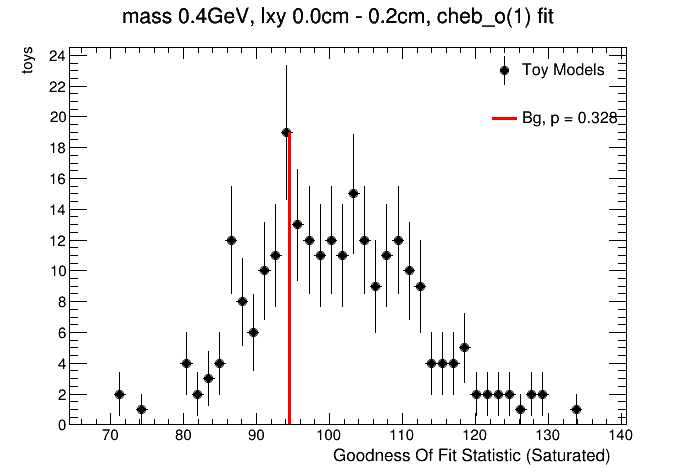 mass 0.4GeV, lxy 0.0cm - 0.2cm, cheb_o(1) fit
toys
24
22
20
18
16
14
12
10
8
6
4
2
0
Toy Models
Bg, p = 0.328
70 80 90 100 110 120 130 140
Goodness Of Fit Statistic (Saturated)